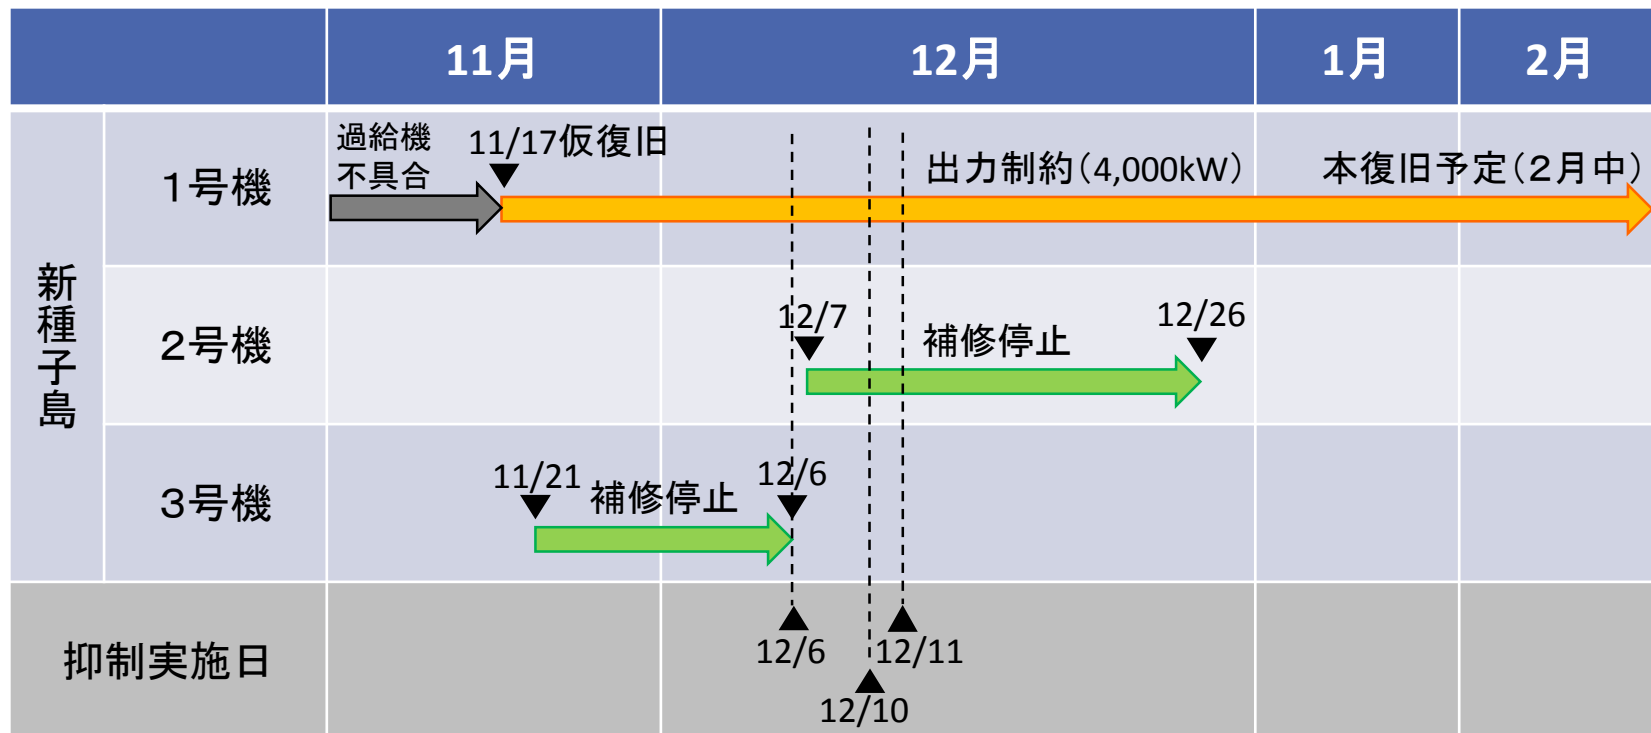 11月
12月
1月
2月
新種子島
1号機
過給機
不具合
11/17仮復旧
出力制約(4,000kW)
本復旧予定(2月中)
2号機
12/7
補修停止
12/26
3号機
11/21
補修停止
12/6
抑制実施日
12/6
12/11
12/10